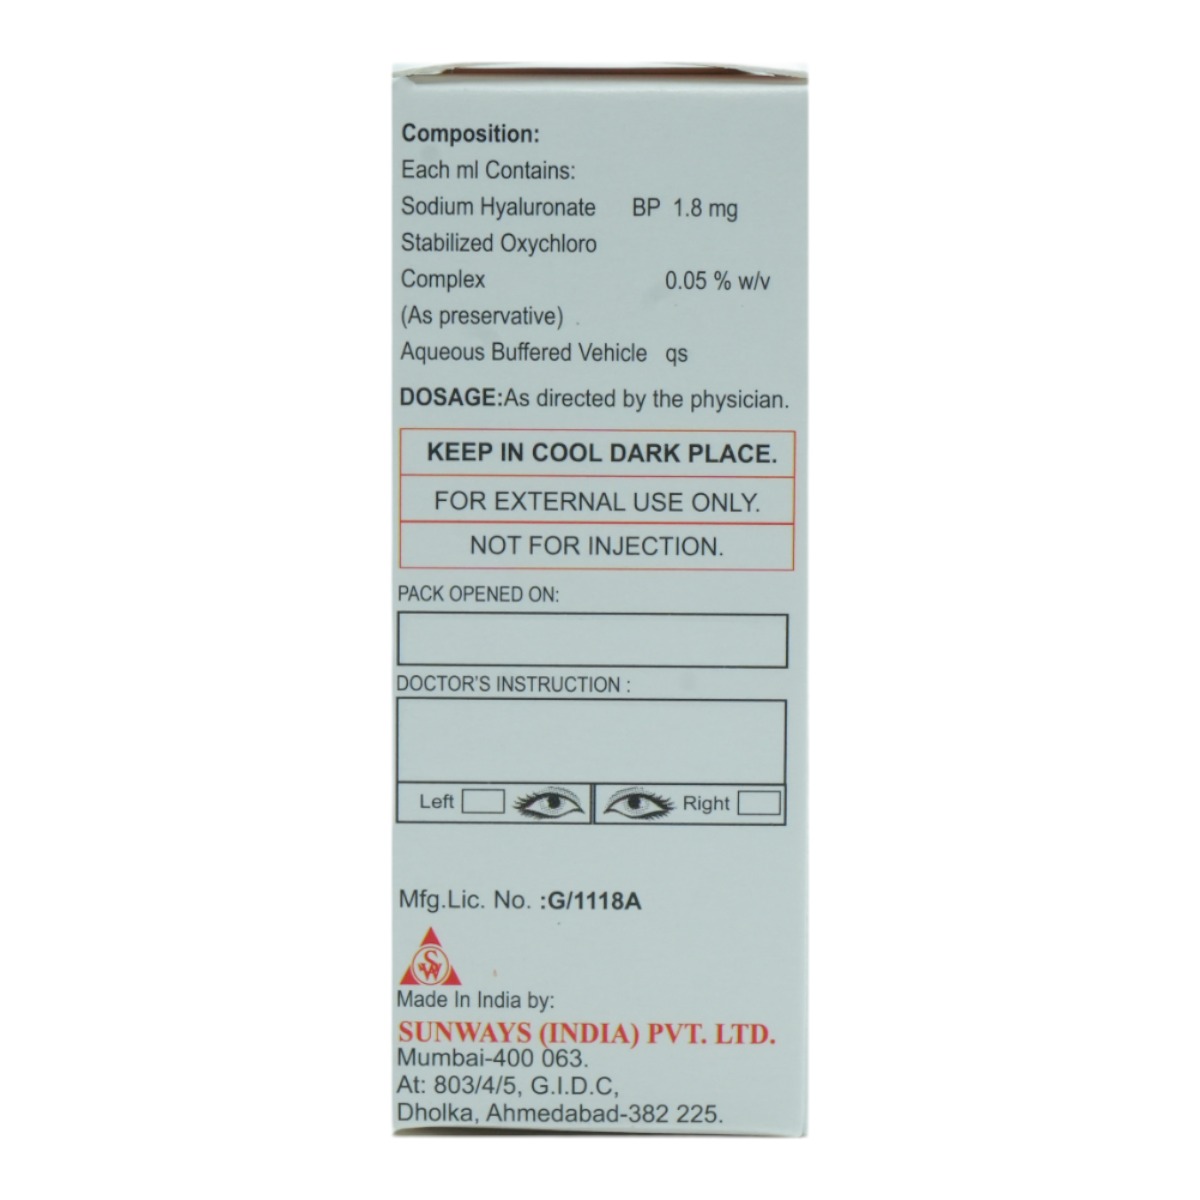 Composition:
Each ml Contains:
Sodium Hyaluronate BP 1.8 mg
Stabilized Oxychloro
Complex 0.05 % w/v
(As preservative)
Aqueous Buffered Vehicle qs
DOSAGE:As directed by the physician.
KEEP IN COOL DARK PLACE.
FOR EXTERNAL USE ONLY.
NOT FOR INJECTION.
PACK OPENED ON:
DOCTOR'S INSTRUCTION :
Left Right
Mfg.Lic. No. :G/1118A
SW
Made In India by:
SUNWAYS (INDIA) PVT. LTD.
Mumbai-400 063.
At: 803/4/5, G.I.D.C,
Dholka, Ahmedabad-382 225.